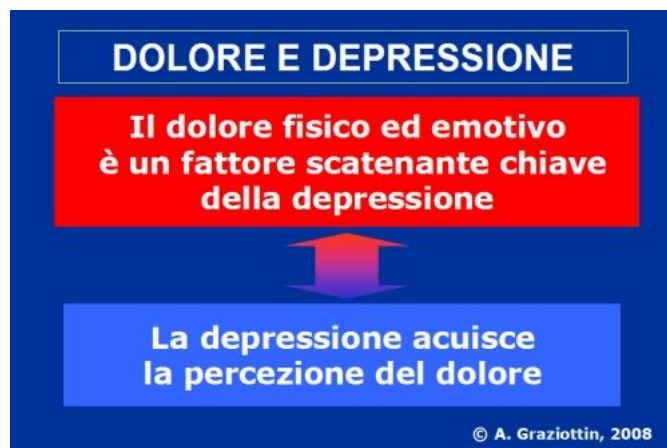 DOLORE E DEPRESSIONE
Il dolore fisico ed emotivo
è un fattore scatenante chiave
della depressione
La depressione acuisce
la percezione del dolore
© A. Graziottin, 2008